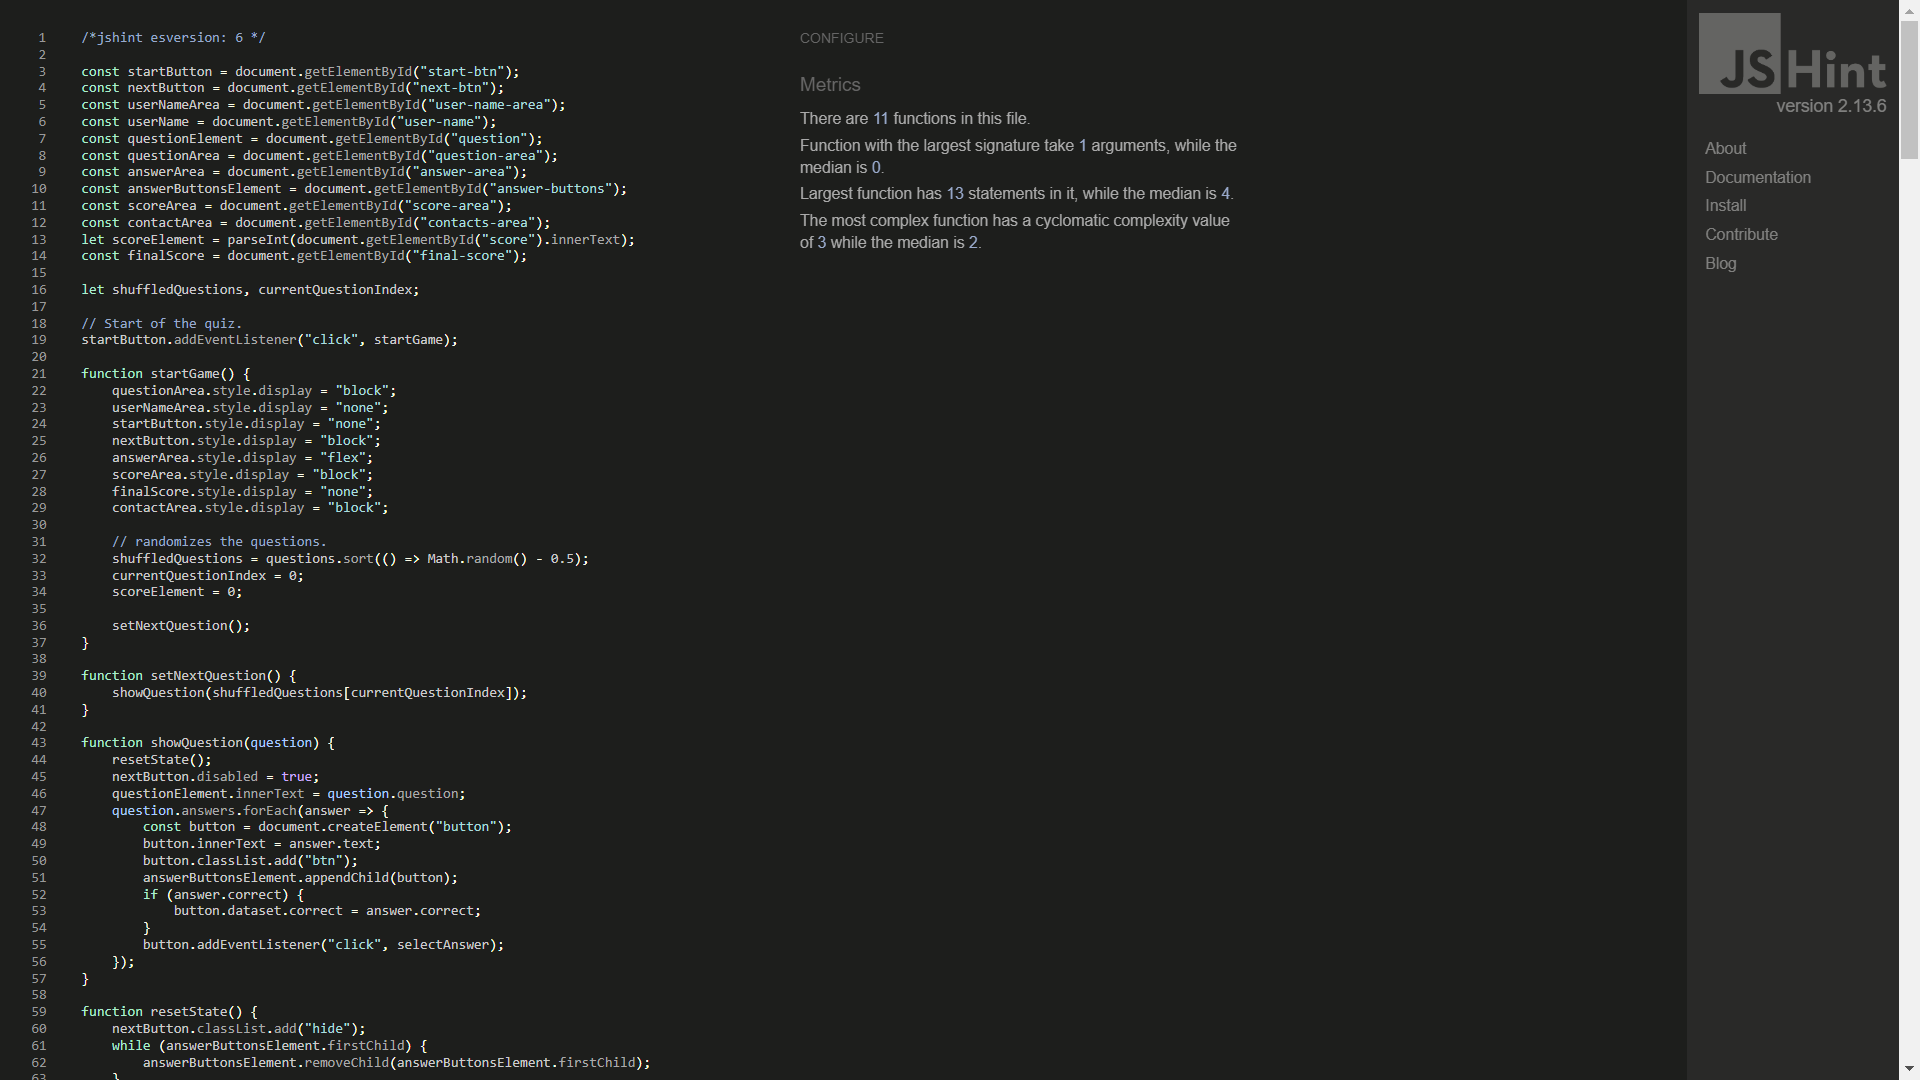 1 /*jshint esversion: 6 */
2
3 const startButton = document.getElementById("start-btn");
4 const nextButton = document.getElementById("next-btn");
5 const userNameArea = document.getElementById("user-name-area");
6 const userName = document.getElementById("user-name");
7 const questionElement = document.getElementById("question");
8 const questionArea = document.getElementById("question-area");
9 const answerArea = document.getElementById("answer-area");
10 const answerButtonsElement = document.getElementById("answer-buttons");
11 const scoreArea = document.getElementById("score-area");
12 const contactArea = document.getElementById("contacts-area");
13 let scoreElement = parseInt(document.getElementById("score").innerText);
14 const finalScore = document.getElementById("final-score");
15
16 let shuffledQuestions, currentQuestionIndex;
17
18 // Start of the quiz.
19 startButton.addEventListener("click", startGame);
20
21 function startGame() {
22     questionArea.style.display = "block";
23     userNameArea.style.display = "none";
24     startButton.style.display = "none";
25     nextButton.style.display = "block";
26     answerArea.style.display = "flex";
27     scoreArea.style.display = "block";
28     finalScore.style.display = "none";
29     contactArea.style.display = "block";
30
31     // randomizes the questions.
32     shuffledQuestions = questions.sort(() => Math.random() - 0.5);
33     currentQuestionIndex = 0;
34     scoreElement = 0;
35
36     setNextQuestion();
37 }
38
39 function setNextQuestion() {
40     showQuestion(shuffledQuestions[currentQuestionIndex]);
41 }
42
43 function showQuestion(question) {
44     resetState();
45     nextButton.disabled = true;
46     questionElement.innerText = question.question;
47     question.answers.forEach(answer => {
48         const button = document.createElement("button");
49         button.innerText = answer.text;
50         button.classList.add("btn");
51         answerButtonsElement.appendChild(button);
52         if (answer.correct) {
53             button.dataset.correct = answer.correct;
54         }
55         button.addEventListener("click", selectAnswer);
56     });
57 }
58
59 function resetState() {
60     nextButton.classList.add("hide");
61     while (answerButtonsElement.firstChild) {
62         answerButtonsElement.removeChild(answerButtonsElement.firstChild);
63     }
CONFIGURE
Metrics
There are 11 functions in this file.
Function with the largest signature take 1 arguments, while the
median is 0.
Largest function has 13 statements in it, while the median is 4.
The most complex function has a cyclomatic complexity value
of 3 while the median is 2.
JSHint
version 2.13.6
About
Documentation
Install
Contribute
Blog